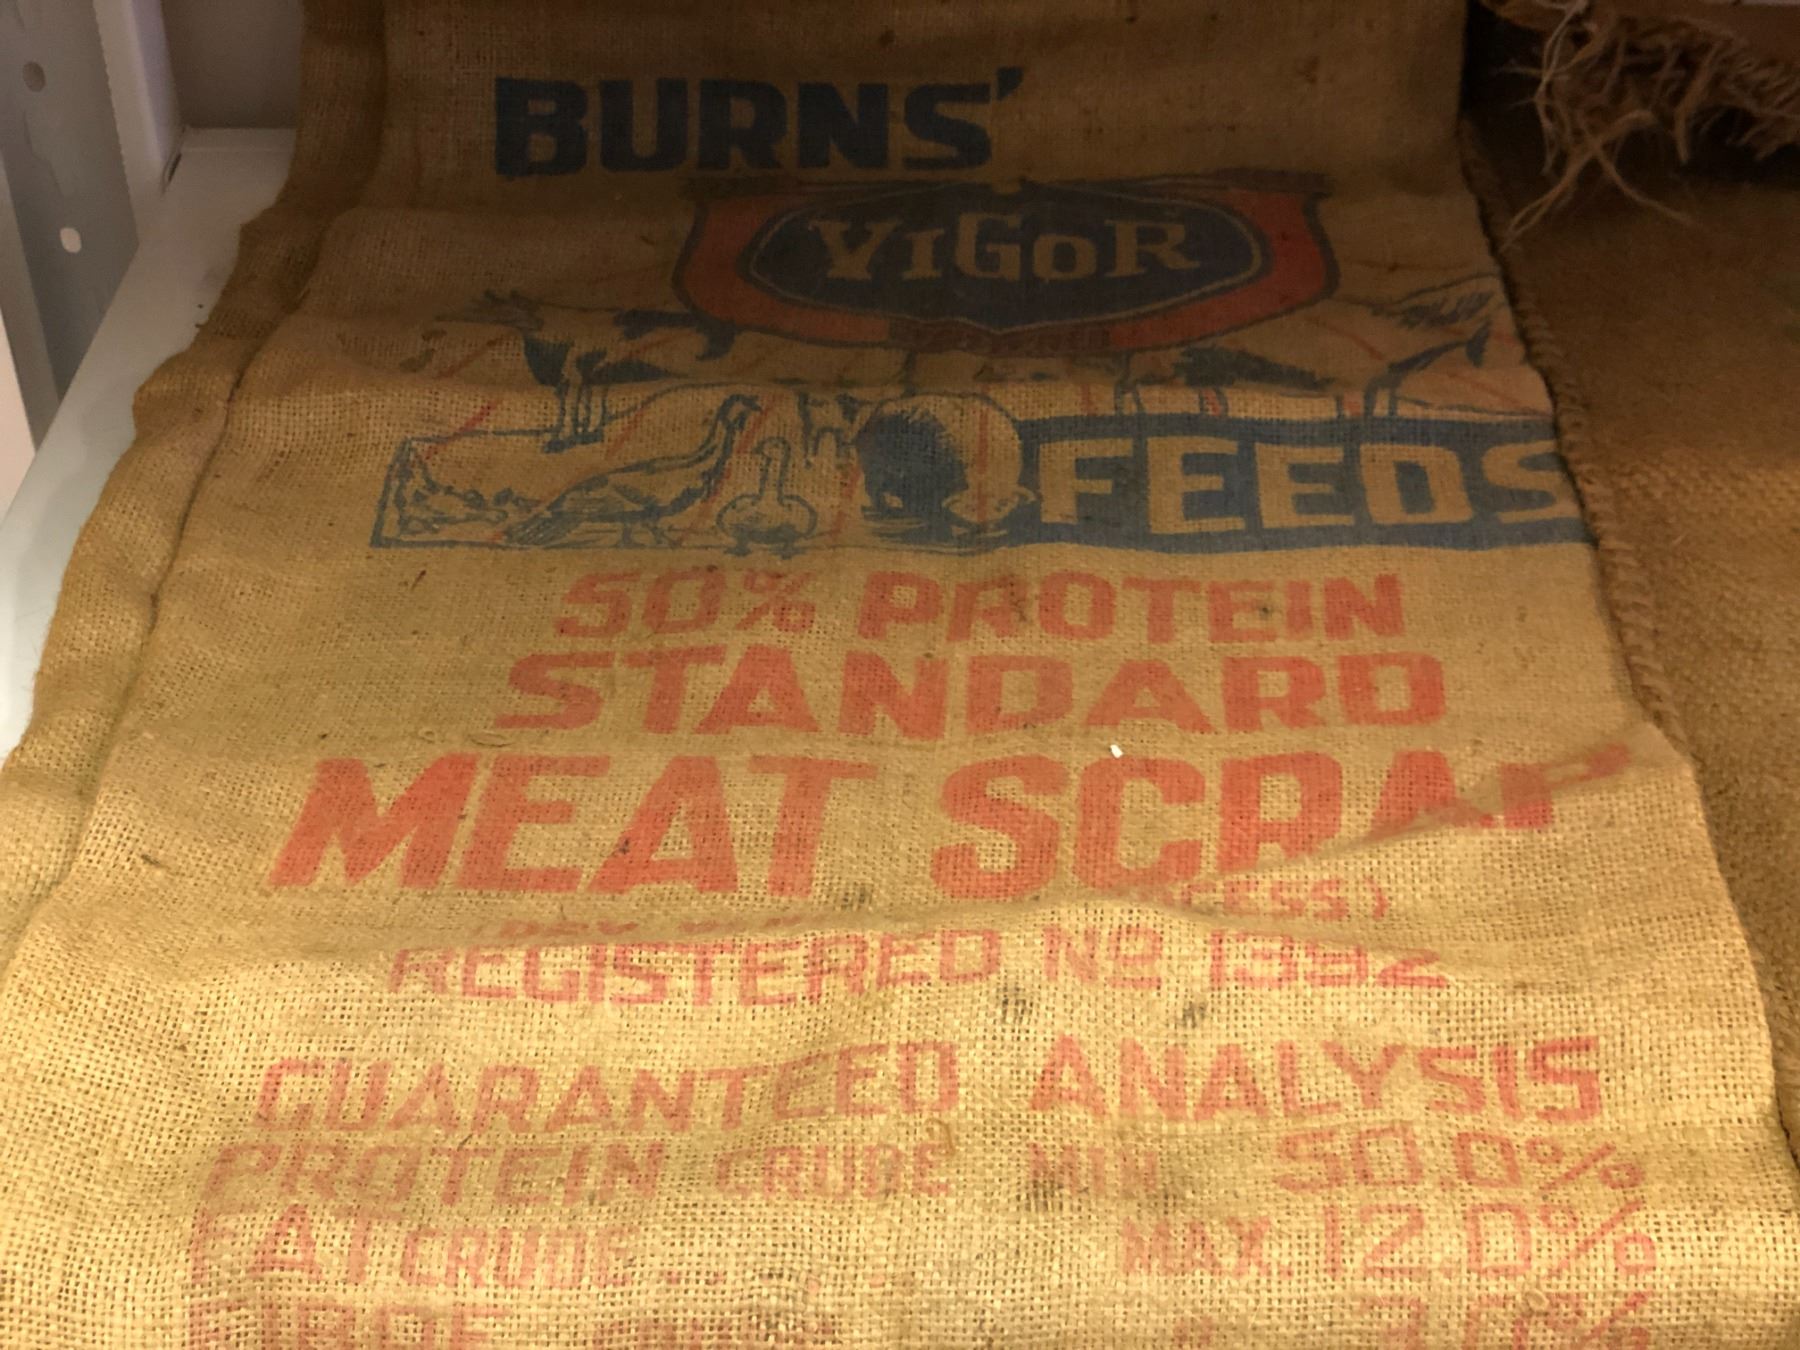 BURNS'
VIGOR
FEEDS
50% PROTEIN
STANDARD
MEAT SCRAP
(DRY
REGISTERED No 1392
GUARANTEED ANALYSIS
PROTEIN CRUDE MIN. 50.0%
FAT CRUDE MAX. 12.0%